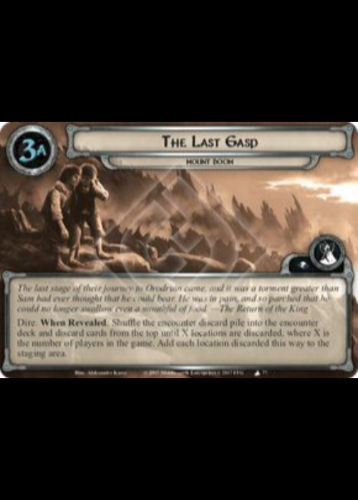 3A
THE LAST GASP
MOUNT DOOM
The last stage of their journey to Orodruin came, and it was a torment greater than
Sam had ever thought that he could bear. He was in pain, and so parched that he
could no longer swallow even a mouthful of food. —The Return of the King
Dire. When Revealed: Shuffle the encounter discard pile into the encounter
deck and discard cards from the top until X locations are discarded, where X is
the number of players in the game. Add each location discarded this way to the
staging area.
Illus.